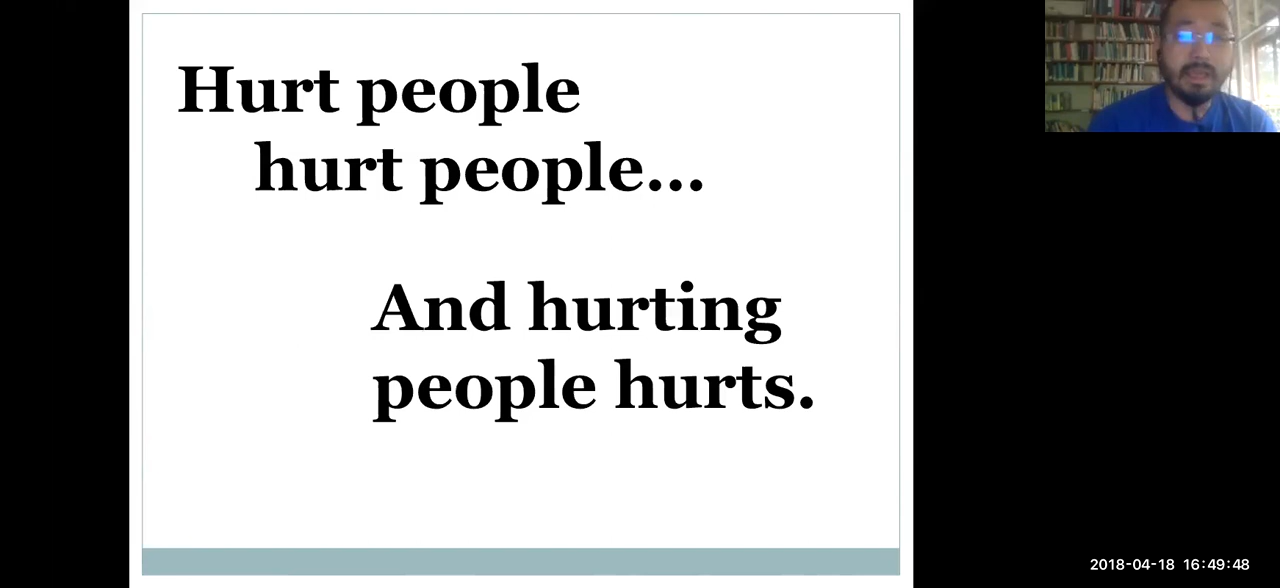 Hurt people
hurt people...
And hurting
people hurts.
2018-04-18 16:49:48